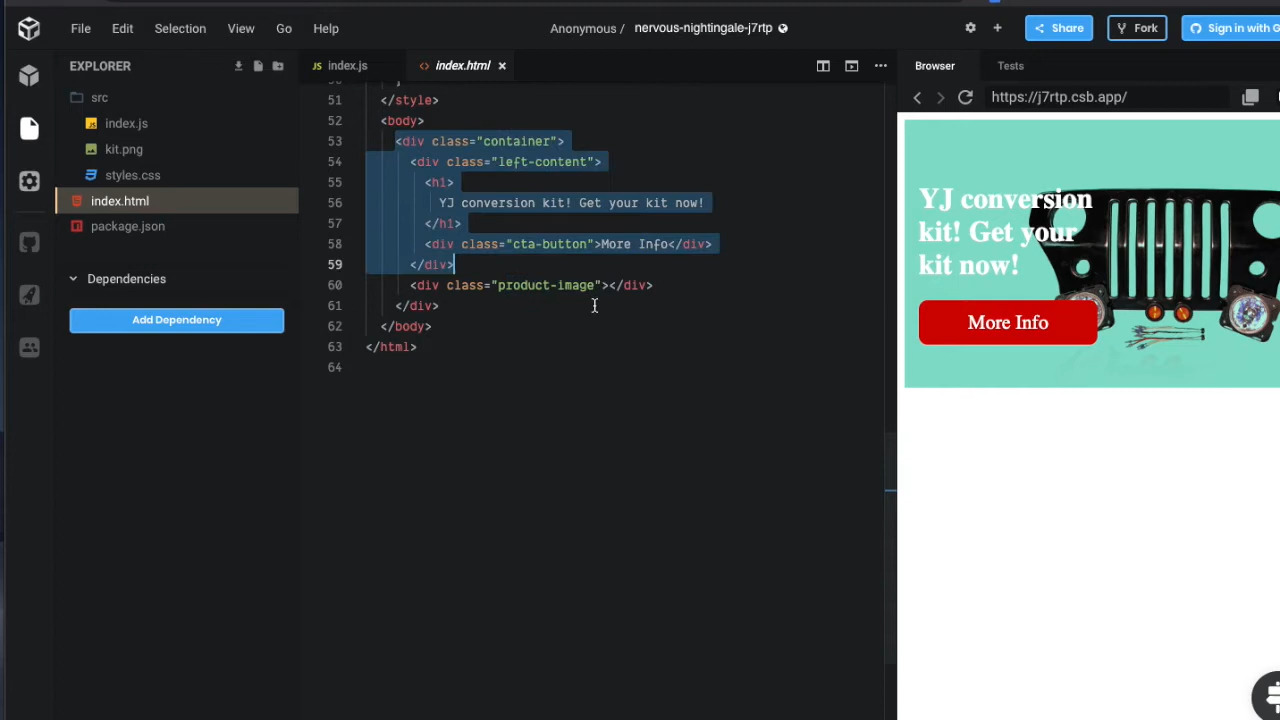 File Edit Selection View Go Help
Anonymous / nervous-nightingale-j7rtp
Share
Fork
Sign in with G
EXPLORER
src
index.js
kit.png
styles.css
index.html
package.json
Dependencies
Add Dependency
index.js
index.html
51 </style>
52 <body>
53 <div class="container">
54 <div class="left-content">
55 <h1>
56 YJ conversion kit! Get your kit now!
57 </h1>
58 <div class="cta-button">More Info</div>
59 </div>
60 <div class="product-image"></div>
61 </div>
62 </body>
63 </html>
64
Browser Tests
https://j7rtp.csb.app/
YJ conversion
kit! Get your
kit now!
More Info